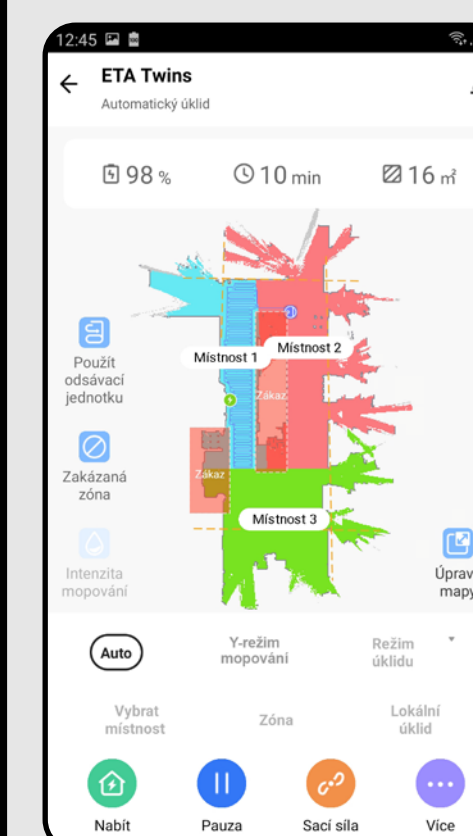 12:45
ETA Twins
Automatický úklid
98 %
10 min
16 ㎡
Místnost 1
Místnost 2
Použít
odsávací
jednotku
Zákaz
Zakázaná
zóna
Zákaz
Místnost 3
Intenzita
mopování
Úprav
mapy
Auto
Y-režim
mopování
Režim
úklidu
Vybrat
místnost
Zóna
Lokální
úklid
Nabít
Pauza
Sací síla
Více